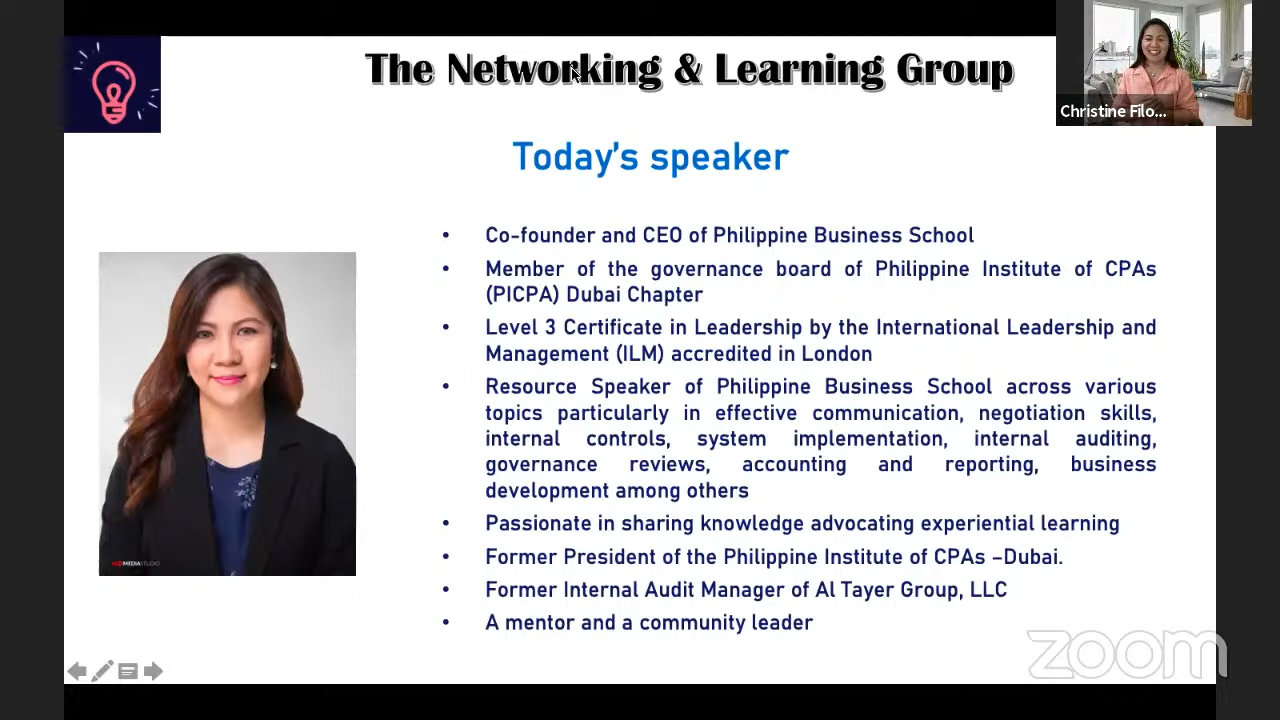 The Networking & Learning Group
Christine Filo...
Today's speaker
• Co-founder and CEO of Philippine Business School
• Member of the governance board of Philippine Institute of CPAs
(PICPA) Dubai Chapter
• Level 3 Certificate in Leadership by the International Leadership and
Management (ILM) accredited in London
• Resource Speaker of Philippine Business School across various
topics particularly in effective communication, negotiation skills,
internal controls, system implementation, internal auditing,
governance reviews, accounting and reporting, business
development among others
• Passionate in sharing knowledge advocating experiential learning
• Former President of the Philippine Institute of CPAs –Dubai.
• Former Internal Audit Manager of Al Tayer Group, LLC
• A mentor and a community leader
MEDIASTUDIO
zoom